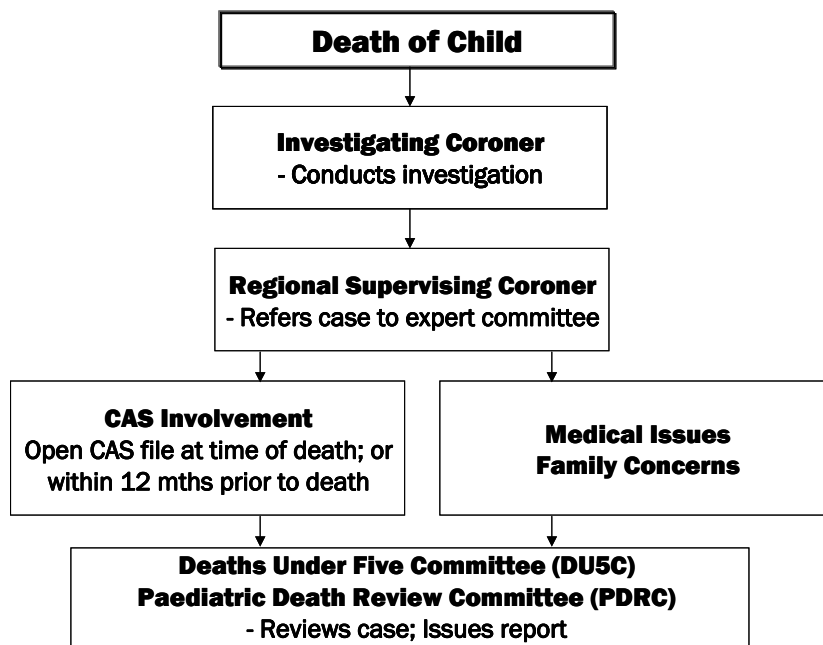 Death of Child
Investigating Coroner
- Conducts investigation
Regional Supervising Coroner
- Refers case to expert committee
CAS Involvement
Open CAS file at time of death; or
within 12 mths prior to death
Medical Issues
Family Concerns
Deaths Under Five Committee (DU5C)
Paediatric Death Review Committee (PDRC)
- Reviews case; Issues report